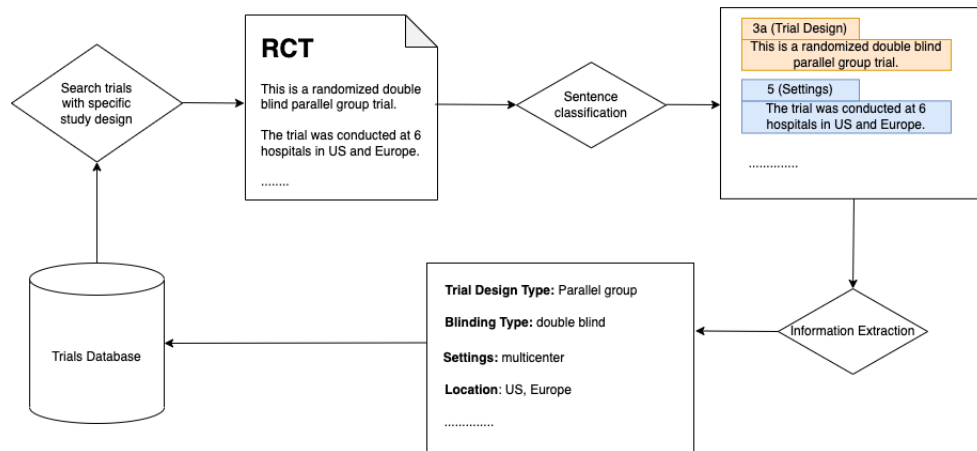 Search trials
with specific
study design
RCT
This is a randomized double
blind parallel group trial.
The trial was conducted at 6
hospitals in US and Europe.
........
Sentence
classification
3a (Trial Design)
This is a randomized double blind
parallel group trial.
5 (Settings)
The trial was conducted at 6
hospitals in US and Europe.
..............
Information Extraction
Trial Design Type: Parallel group
Blinding Type: double blind
Settings: multicenter
Location: US, Europe
..............
Trials Database